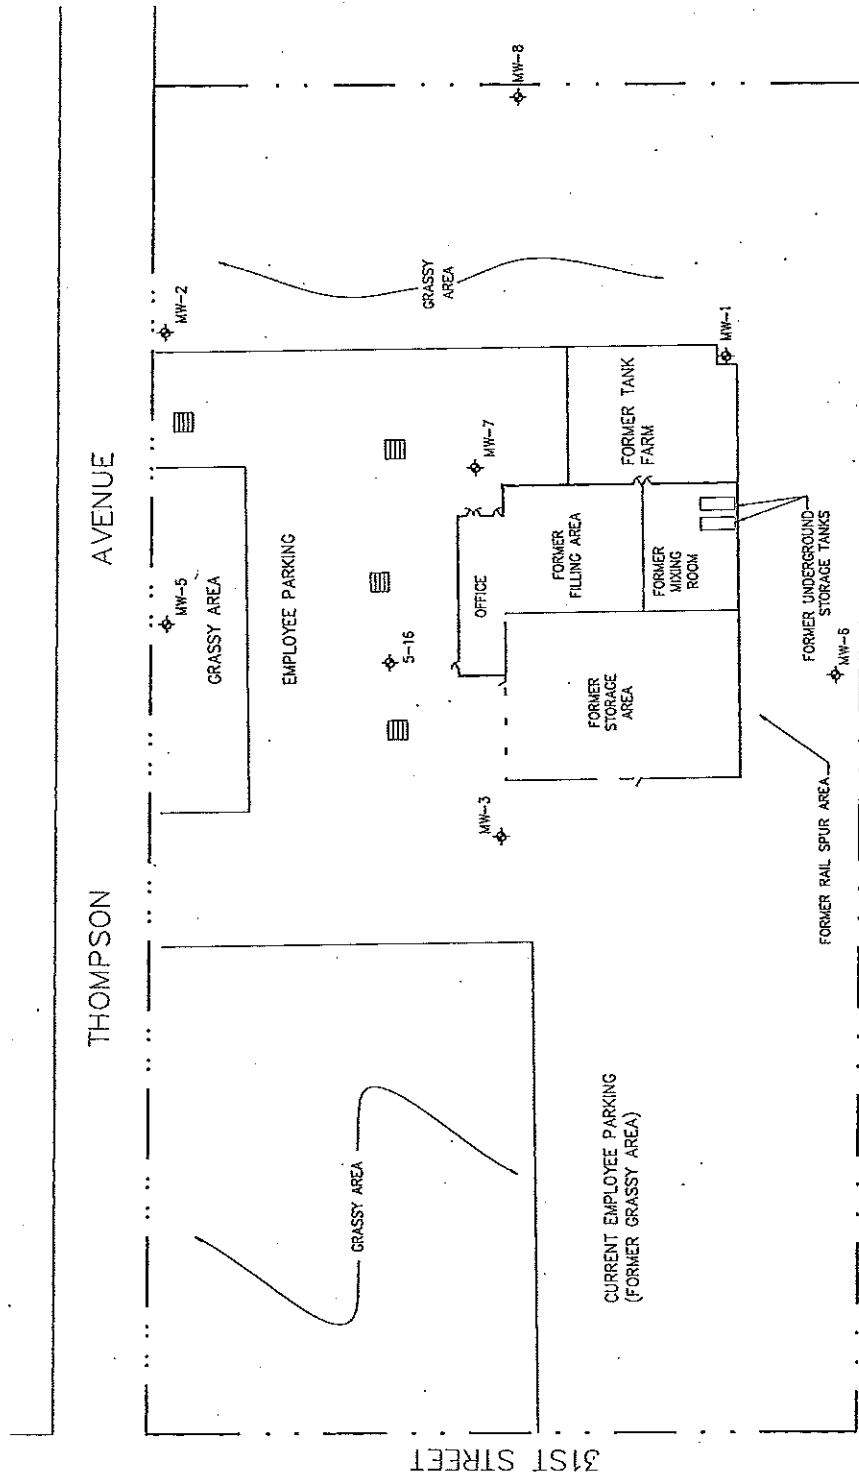 THOMPSON AVENUE
31ST STREET
GRASSY AREA
CURRENT EMPLOYEE PARKING
(FORMER GRASSY AREA)
MW-5
GRASSY AREA
EMPLOYEE PARKING
MW-2
5-16
MW-3
OFFICE
MW-7
FORMER
STORAGE
AREA
FORMER
FILLING AREA
FORMER
MIXING
ROOM
FORMER TANK
FARM
GRASSY
AREA
MW-8
MW-1
FORMER RAIL SPUR AREA
FORMER UNDERGROUND
STORAGE TANKS
MW-6